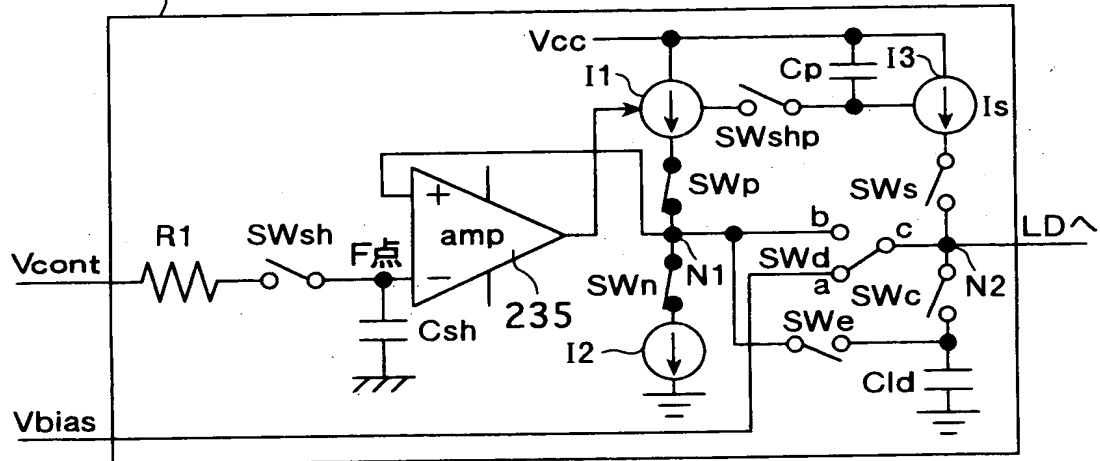 Vcc
I1
Cp
I3
Is
SWshp
SWp
SWs
R1
SWsh
F点
+
amp
−
235
b
c
SWd
a
N1
N2
LDへ
Vcont
SWn
SWc
SWe
Csh
I2
Cld
Vbias